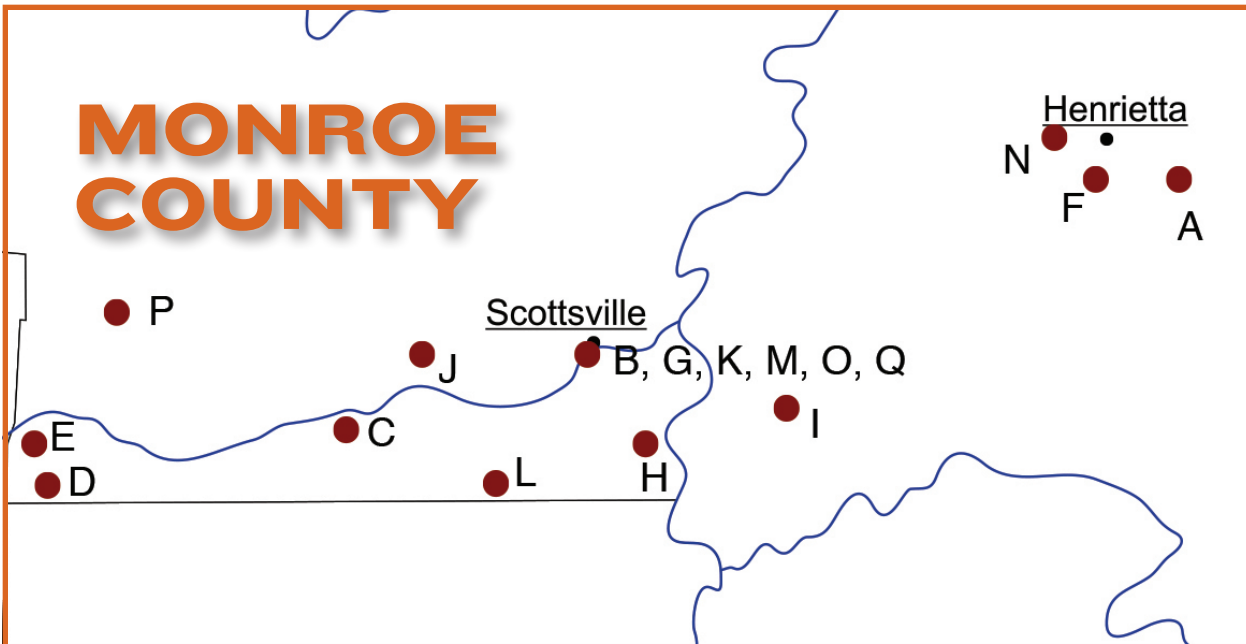 MONROE
COUNTY
Henrietta
N
F
A
P
Scottsville
J
B, G, K, M, O, Q
I
E
C
D
L
H